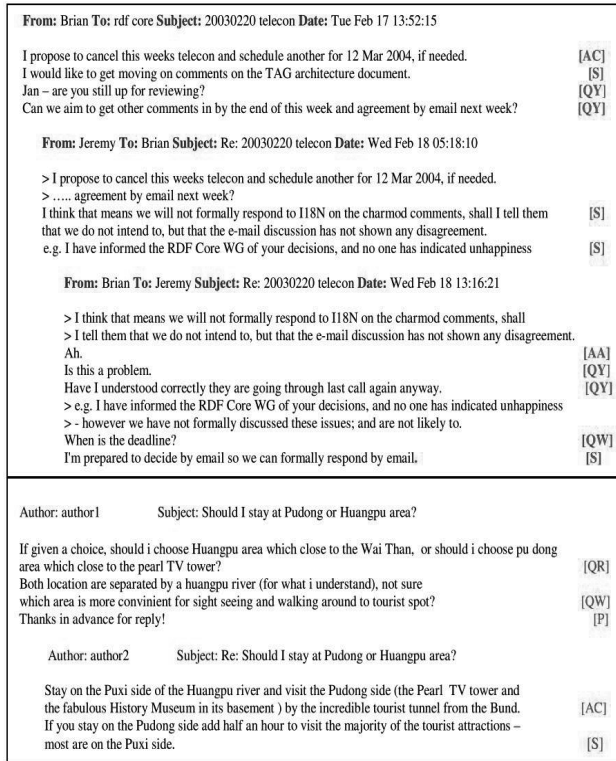 From: Brian To: rdf core Subject: 20030220 telecon Date: Tue Feb 17 13:52:15
I propose to cancel this weeks telecon and schedule another for 12 Mar 2004, if needed. [AC]
I would like to get moving on comments on the TAG architecture document. [S]
Jan – are you still up for reviewing? [QY]
Can we aim to get other comments in by the end of this week and agreement by email next week? [QY]
From: Jeremy To: Brian Subject: Re: 20030220 telecon Date: Wed Feb 18 05:18:10
> I propose to cancel this weeks telecon and schedule another for 12 Mar 2004, if needed.
> ….. agreement by email next week?
I think that means we will not formally respond to I18N on the charmod comments, shall I tell them [S]
that we do not intend to, but that the e-mail discussion has not shown any disagreement.
e.g. I have informed the RDF Core WG of your decisions, and no one has indicated unhappiness [S]
From: Brian To: Jeremy Subject: Re: 20030220 telecon Date: Wed Feb 18 13:16:21
> I think that means we will not formally respond to I18N on the charmod comments, shall
> I tell them that we do not intend to, but that the e-mail discussion has not shown any disagreement.
Ah. [AA]
Is this a problem. [QY]
Have I understood correctly they are going through last call again anyway. [QY]
> e.g. I have informed the RDF Core WG of your decisions, and no one has indicated unhappiness
> - however we have not formally discussed these issues; and are not likely to.
When is the deadline? [QW]
I'm prepared to decide by email so we can formally respond by email. [S]
Author: author1 Subject: Should I stay at Pudong or Huangpu area?
If given a choice, should i choose Huangpu area which close to the Wai Than, or should i choose pu dong
area which close to the pearl TV tower? [QR]
Both location are separated by a huangpu river (for what i understand), not sure
which area is more convinient for sight seeing and walking around to tourist spot? [QW]
Thanks in advance for reply! [P]
Author: author2 Subject: Re: Should I stay at Pudong or Huangpu area?
Stay on the Puxi side of the Huangpu river and visit the Pudong side (the Pearl TV tower and
the fabulous History Museum in its basement ) by the incredible tourist tunnel from the Bund. [AC]
If you stay on the Pudong side add half an hour to visit the majority of the tourist attractions –
most are on the Puxi side. [S]